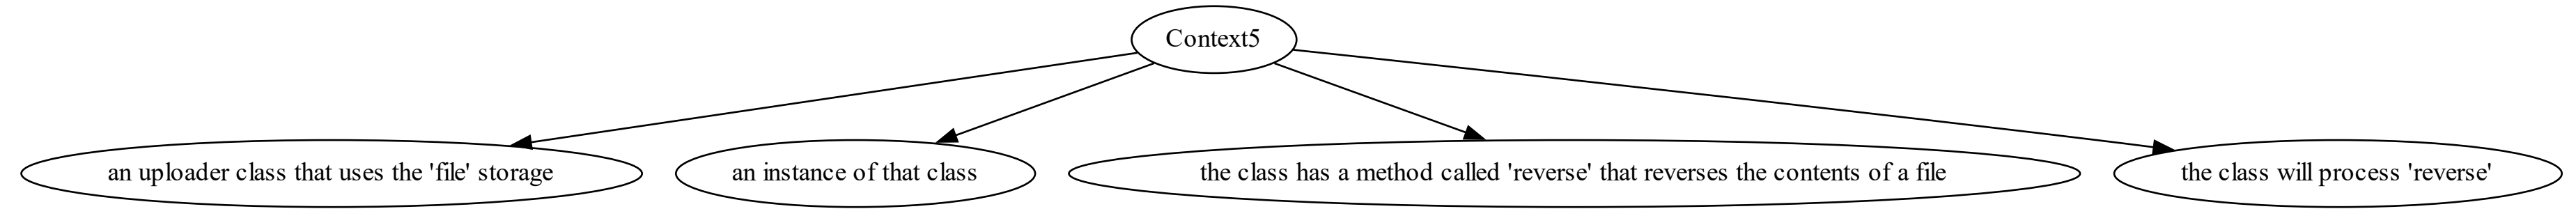 Context5
an uploader class that uses the 'file' storage
an instance of that class
the class has a method called 'reverse' that reverses the contents of a file
the class will process 'reverse'